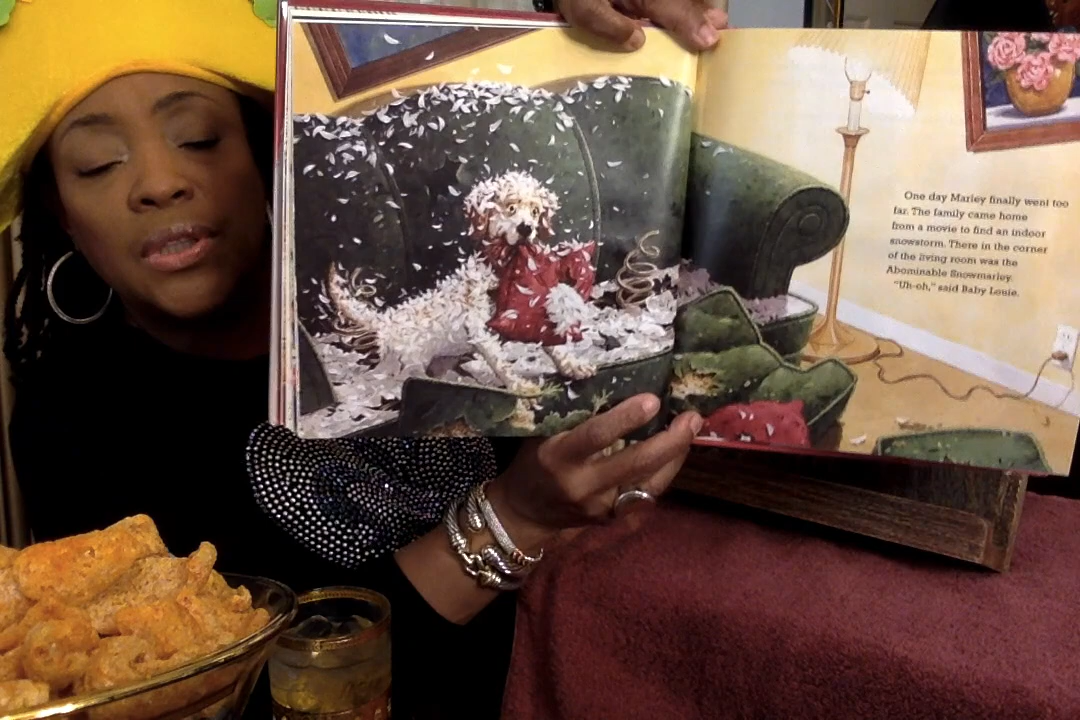 One day Marley finally went too
far. The family came home
from a movie to find an indoor
snowstorm. There in the corner
of the living room was the
Abominable Snowmarley.
"Uh-oh," said Baby Louie.